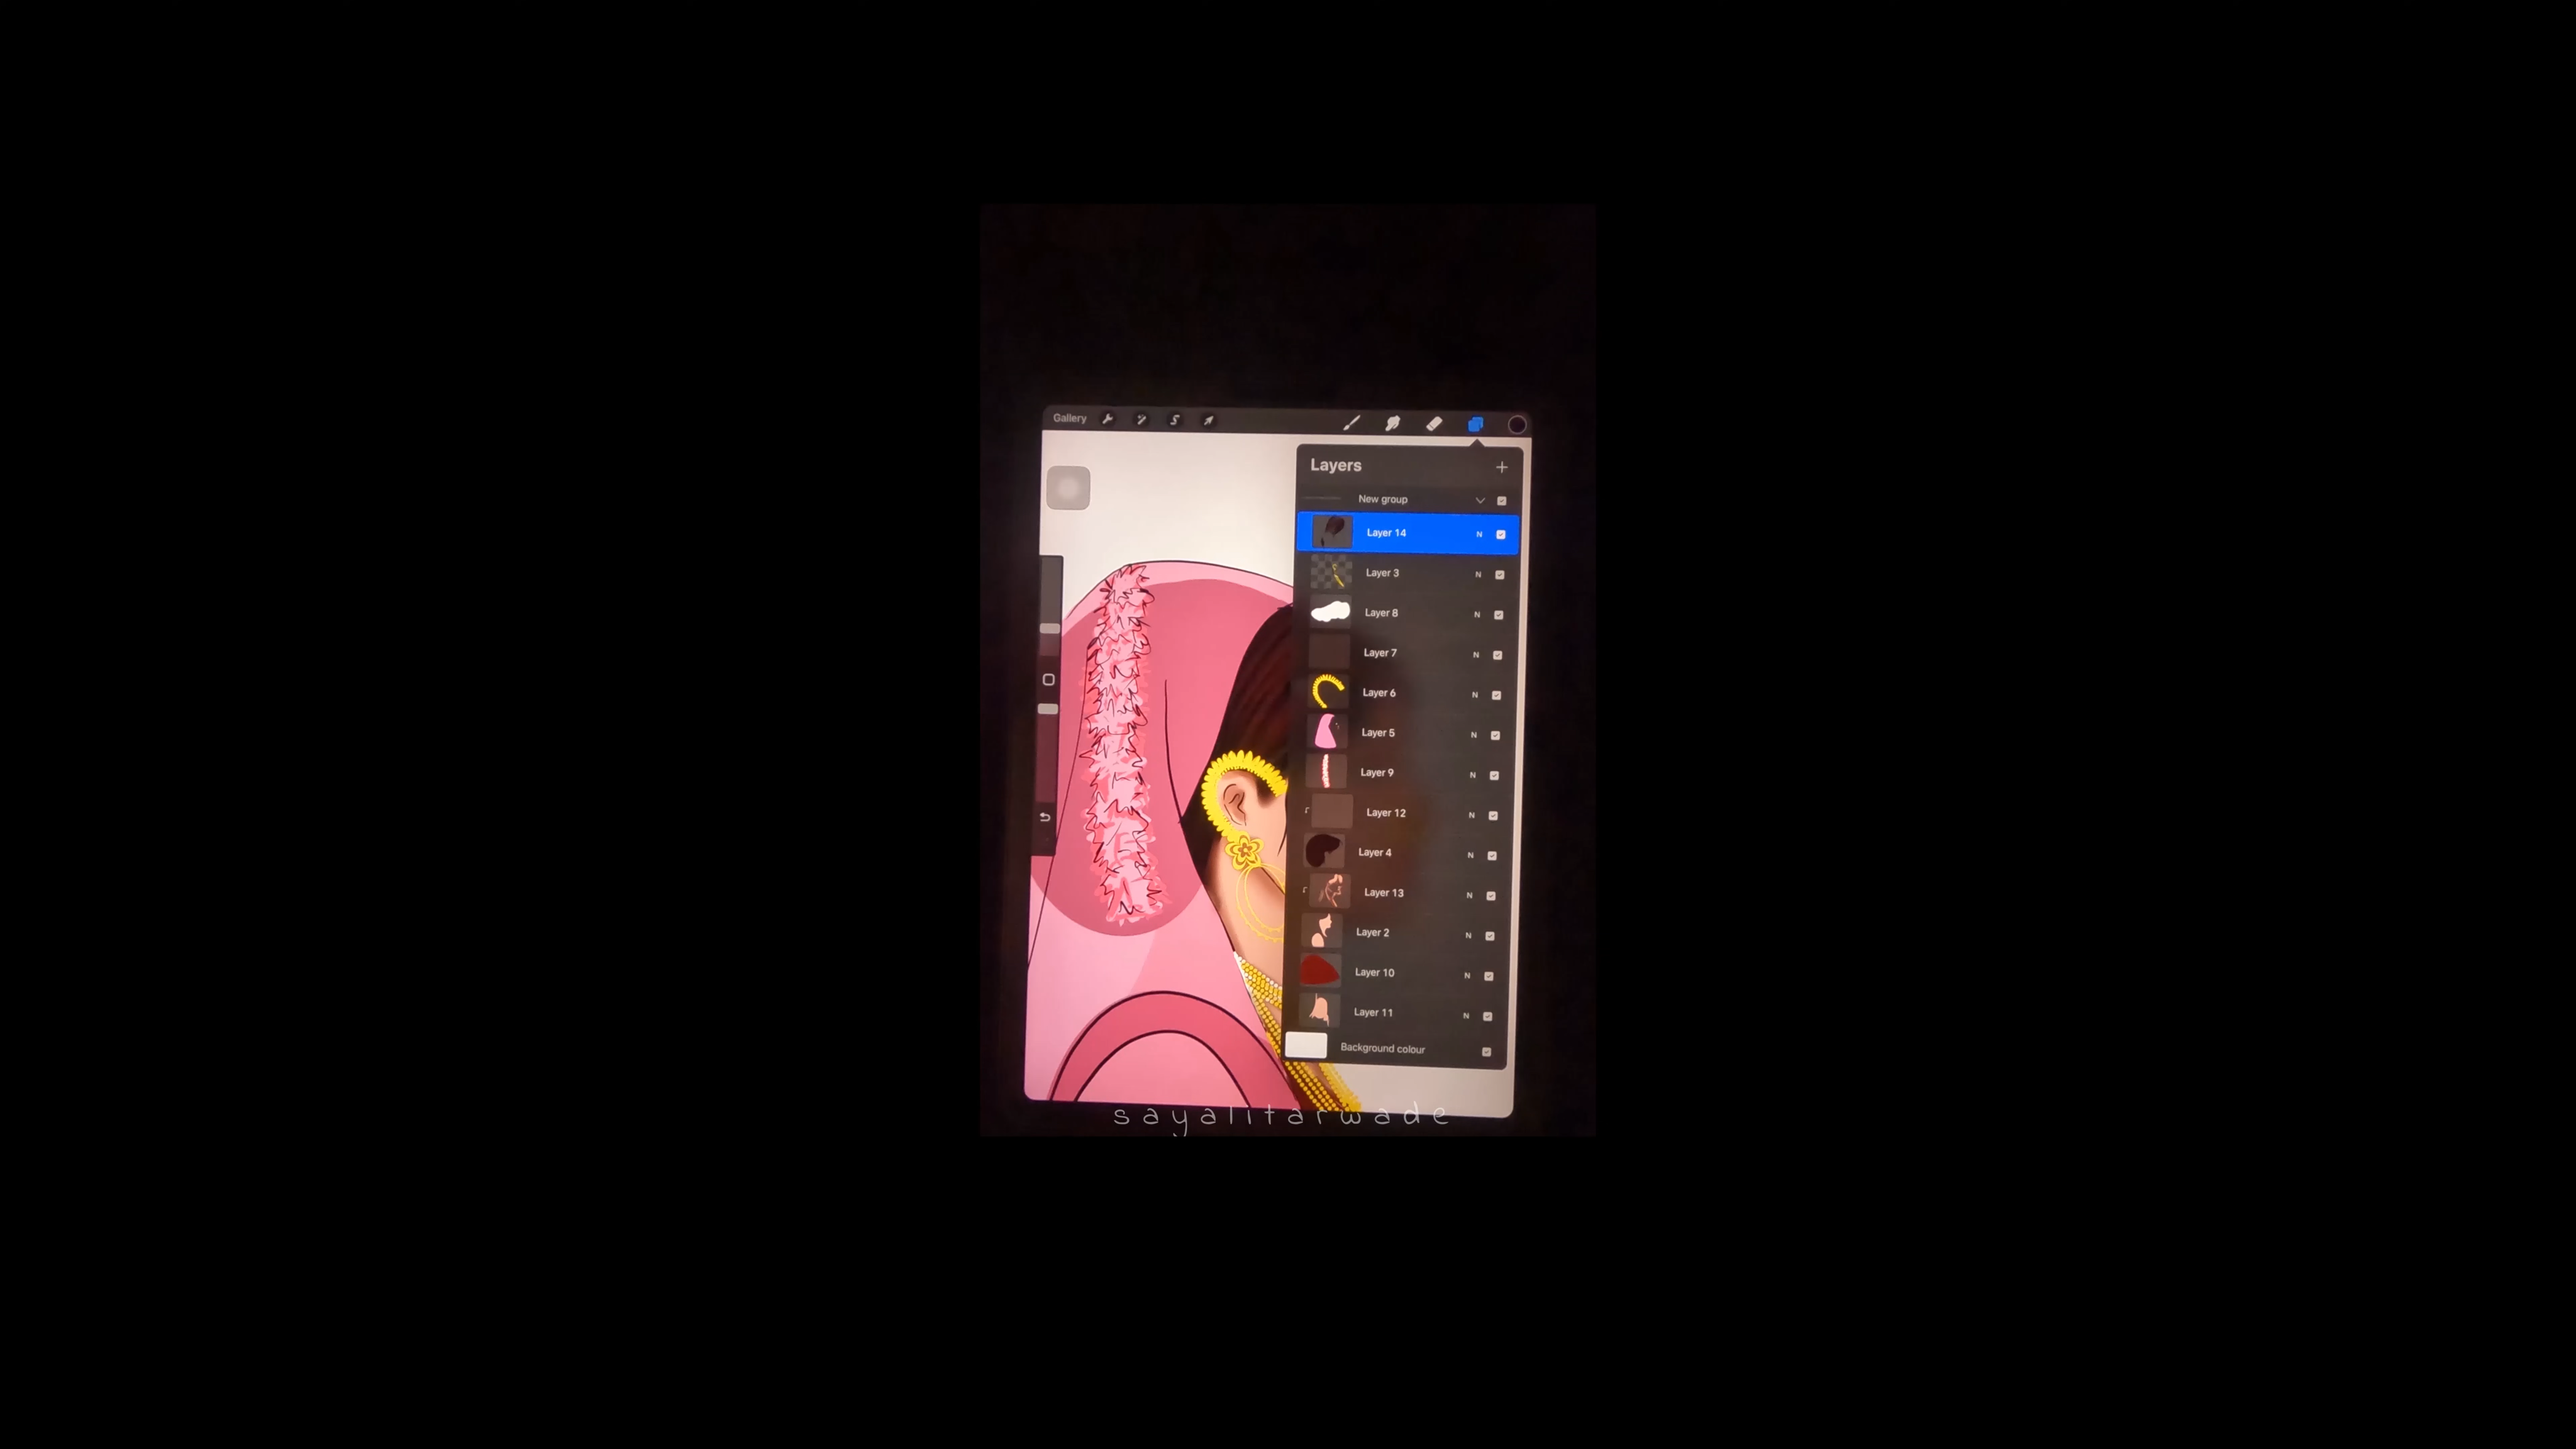 Gallery
Layers
New group
Layer 14 N
Layer 3 N
Layer 8 N
Layer 7 N
Layer 6 N
Layer 5 N
Layer 9 N
Layer 12 N
Layer 4 N
Layer 13 N
Layer 2 N
Layer 10 N
Layer 11 N
Background colour
sayalitarwade